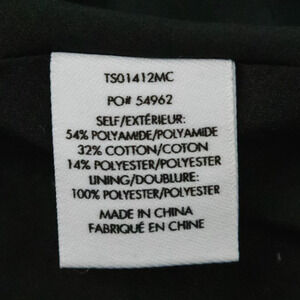 TS01412MC
PO# 54962
SELF/EXTÉRIEUR:
54% POLYAMIDE/POLYAMIDE
32% COTTON/COTON
14% POLYESTER/POLYESTER
LINING/DOUBLURE:
100% POLYESTER/POLYESTER
MADE IN CHINA
FABRIQUÉ EN CHINE